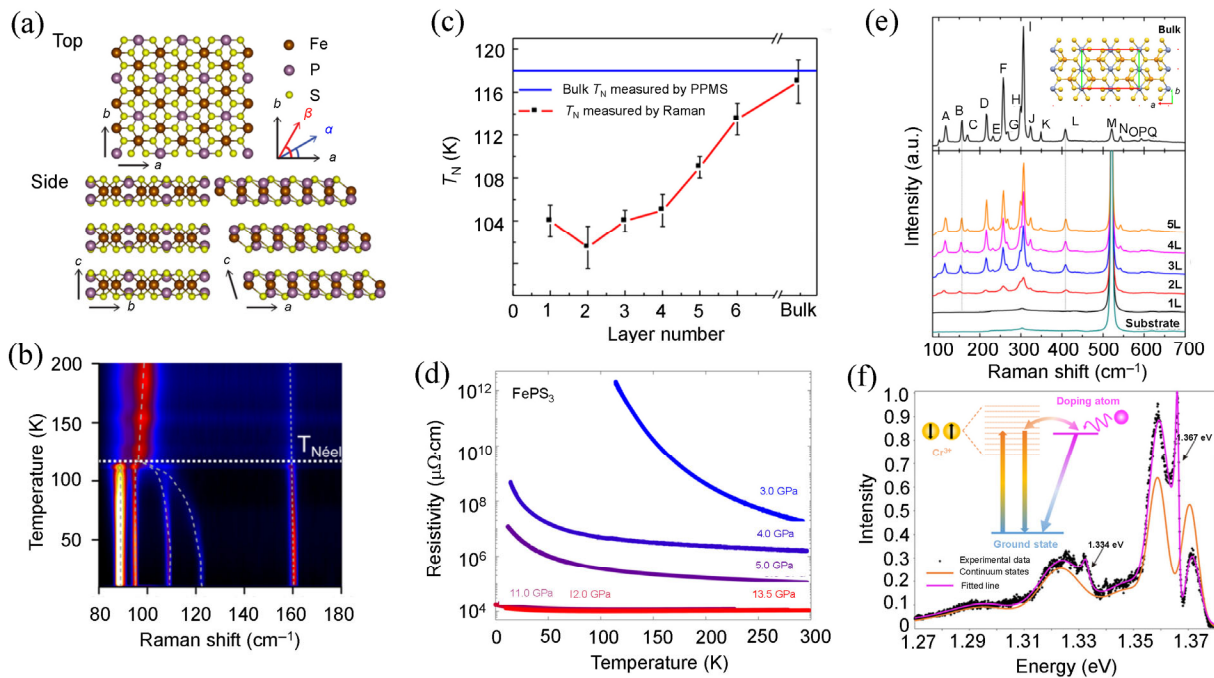 (a)
Top
Fe
P
S
b
β
α
b
a
a
Side
c
b
c
a
(b)
200
150
100
50
Temperature (K)
T Néel
80 100 120 140 160 180
Raman shift (cm⁻¹)
(c)
120
116
112
108
104
T_N (K)
Bulk T_N measured by PPMS
T_N measured by Raman
0 1 2 3 4 5 6 Bulk
Layer number
(d)
FePS₃
10¹²
10¹⁰
10⁸
10⁶
10⁴
Resistivity (μΩ·cm)
3.0 GPa
4.0 GPa
5.0 GPa
11.0 GPa 12.0 GPa 13.5 GPa
0 50 100 150 200 250 300
Temperature (K)
(e)
Bulk
A B C D E F G H I J K L M N O P Q
b
a
Intensity (a.u.)
5L
4L
3L
2L
1L
Substrate
100 200 300 400 500 600 700
Raman shift (cm⁻¹)
(f)
1.0
0.9
0.8
0.7
0.6
0.5
0.4
0.3
0.2
0.1
0
Intensity
Doping atom
Cr³⁺
1.367 eV
Ground state
1.334 eV
Experimental data
Continuum states
Fitted line
1.27 1.29 1.31 1.33 1.35 1.37
Energy (eV)